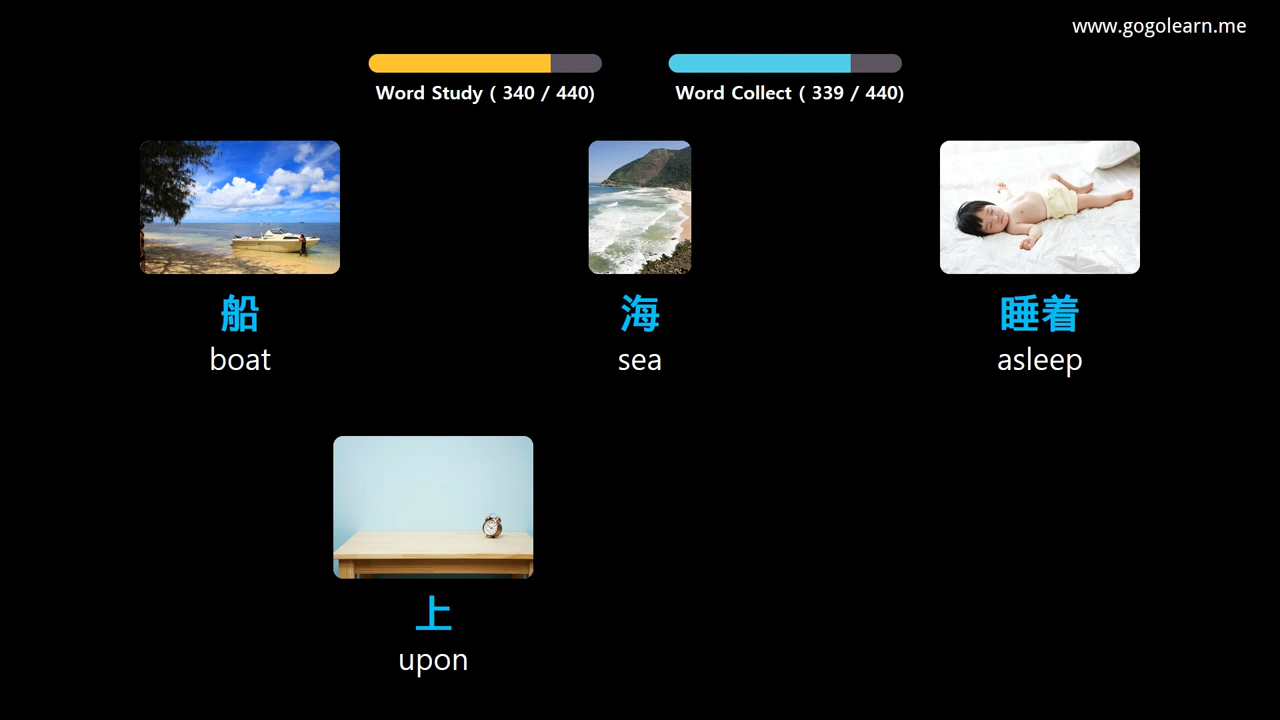 www.gogolearn.me
Word Study ( 340 / 440)
Word Collect ( 339 / 440)
船
boat
海
sea
睡着
asleep
上
upon